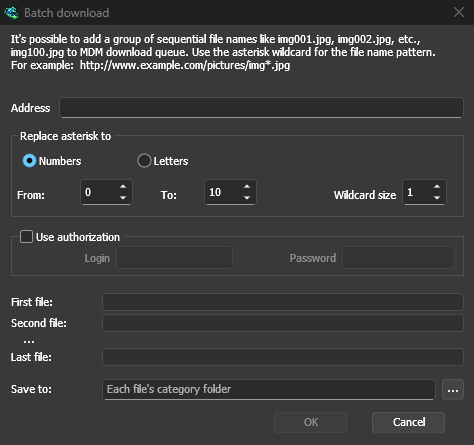 Batch download
It's possible to add a group of sequential file names like img001.jpg, img002.jpg, etc.,
img100.jpg to MDM download queue. Use the asterisk wildcard for the file name pattern.
For example: http://www.example.com/pictures/img*.jpg
Address
Replace asterisk to
Numbers Letters
From: 0 To: 10 Wildcard size 1
Use authorization
Login Password
First file:
Second file:
...
Last file:
Save to: Each file's category folder ...
OK Cancel